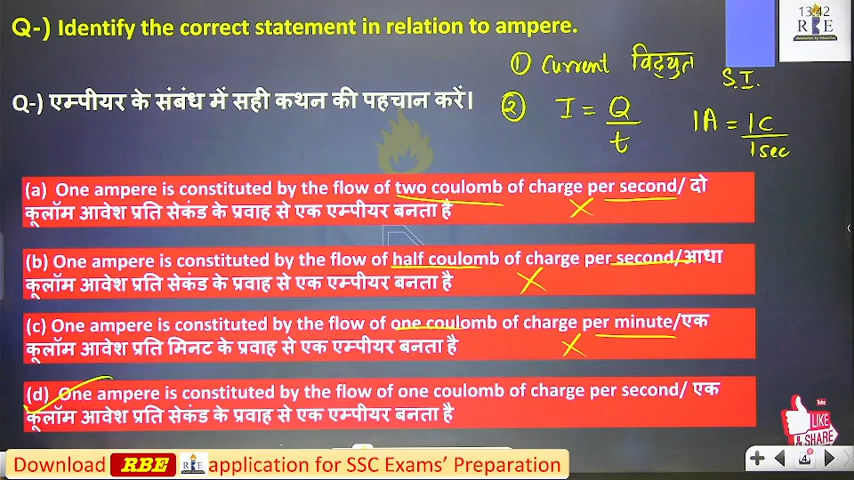 Q-) Identify the correct statement in relation to ampere.
13:42
RBE
① Current विद्युत
S.I.
Q-) एम्पीयर के संबंध में सही कथन की पहचान करें।
② I = Q/t
1A = 1C/1sec
(a) One ampere is constituted by the flow of two coulomb of charge per second/ दो
कूलॉम आवेश प्रति सेकंड के प्रवाह से एक एम्पीयर बनता है
(b) One ampere is constituted by the flow of half coulomb of charge per second/आधा
कूलॉम आवेश प्रति सेकंड के प्रवाह से एक एम्पीयर बनता है
(c) One ampere is constituted by the flow of one coulomb of charge per minute/एक
कूलॉम आवेश प्रति मिनट के प्रवाह से एक एम्पीयर बनता है
(d) One ampere is constituted by the flow of one coulomb of charge per second/ एक
कूलॉम आवेश प्रति सेकंड के प्रवाह से एक एम्पीयर बनता है
LIKE
& SHARE
Download RBE application for SSC Exams' Preparation
4